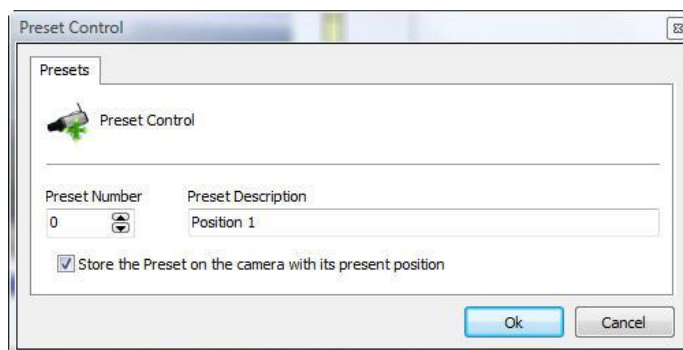 Preset Control
Presets
Preset Control
Preset Number Preset Description
0 Position 1
Store the Preset on the camera with its present position
Ok Cancel